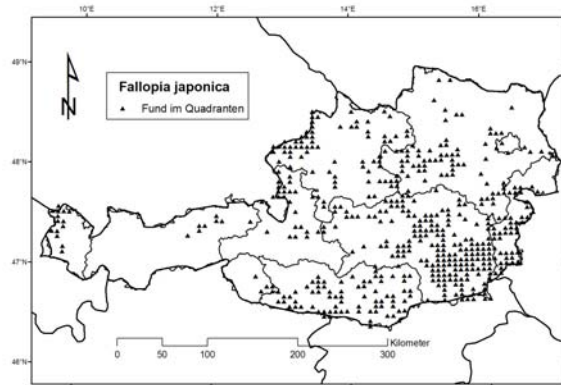 10°E 12°E 14°E 16°E
49°N
Fallopia japonica
▲ Fund im Quadranten
N
48°N
47°N
Kilometer
0 50 100 200 300
46°N